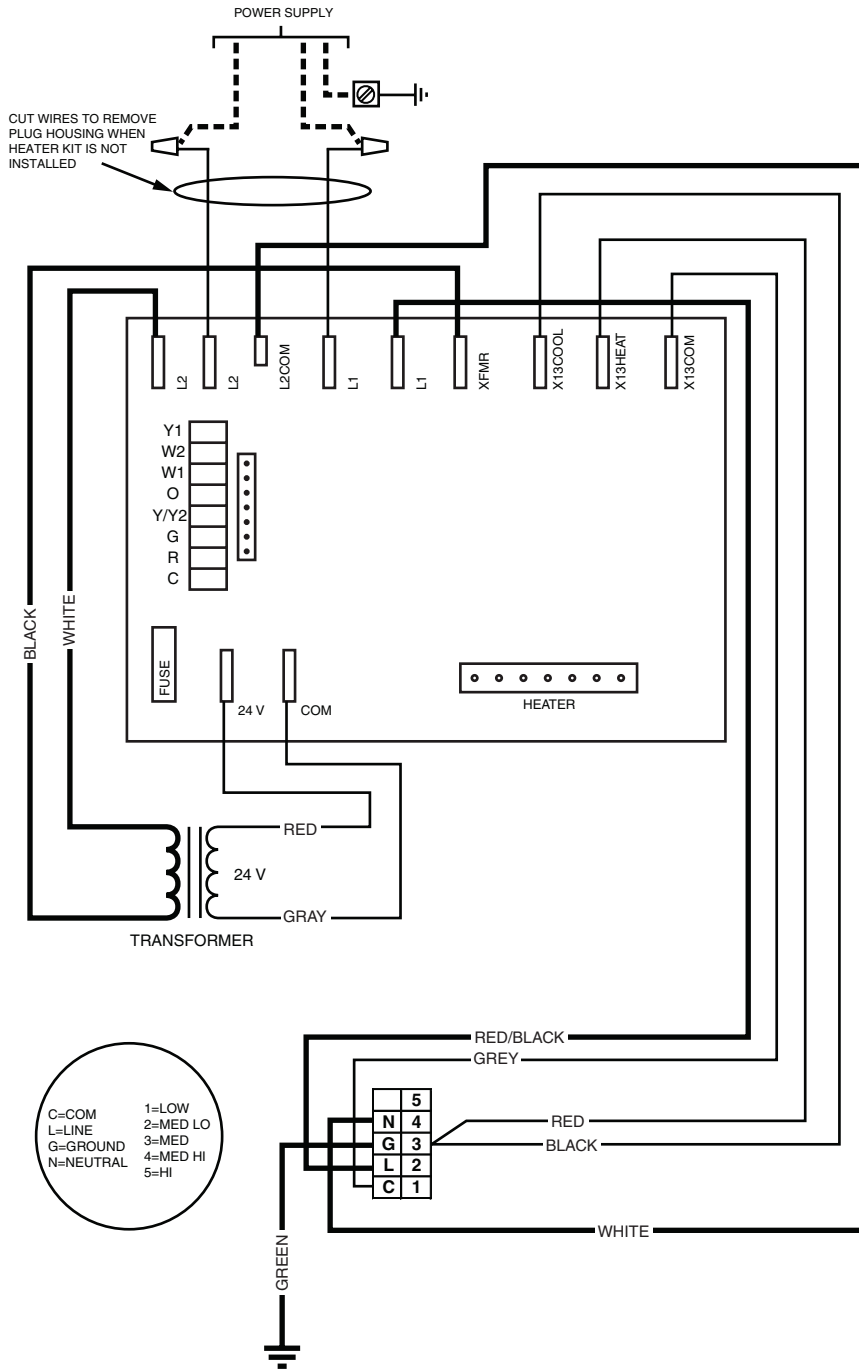 POWER SUPPLY
CUT WIRES TO REMOVE
PLUG HOUSING WHEN
HEATER KIT IS NOT
INSTALLED
L2
L2
L2COM
L1
L1
XFMR
X13COOL
X13HEAT
X13COM
Y1
W2
W1
O
Y/Y2
G
R
C
BLACK
WHITE
FUSE
24 V
COM
HEATER
RED
24 V
GRAY
TRANSFORMER
RED/BLACK
GREY
C=COM
L=LINE
G=GROUND
N=NEUTRAL
1=LOW
2=MED LO
3=MED
4=MED HI
5=HI
5
N 4
G 3
L 2
C 1
RED
BLACK
WHITE
GREEN